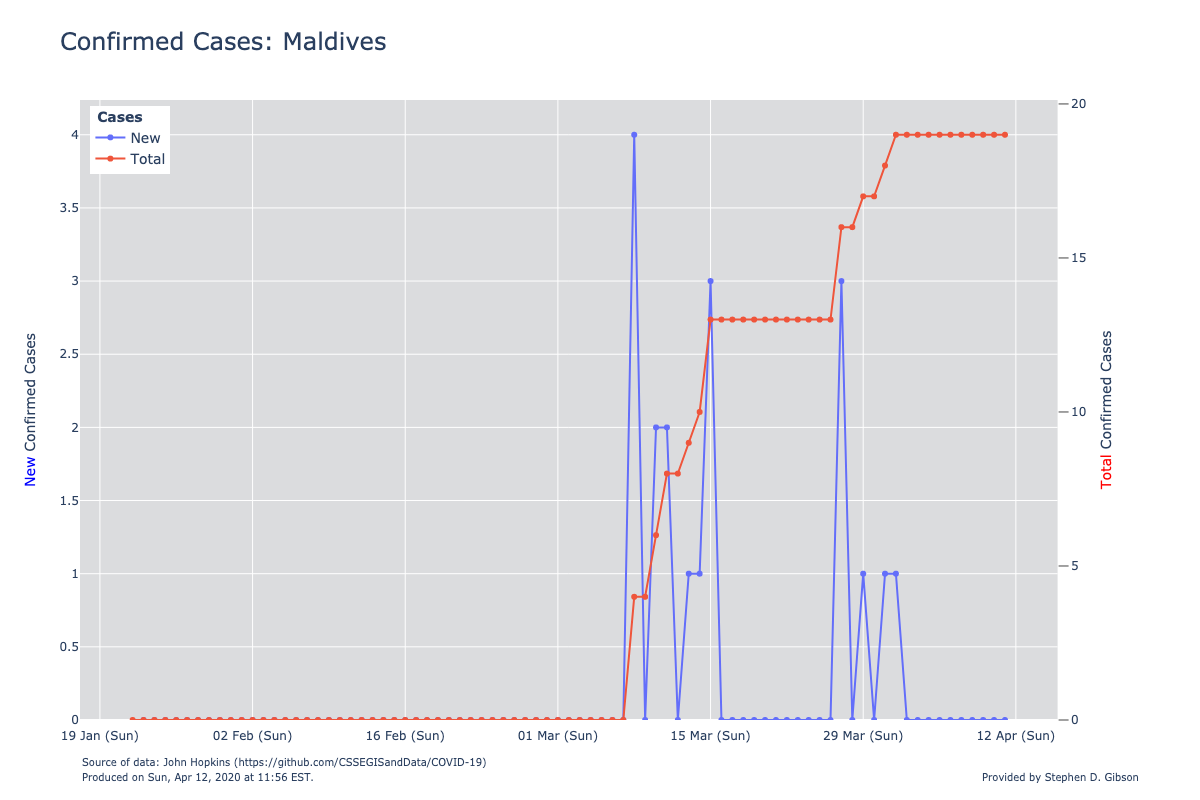 Confirmed Cases: Maldives
Cases
New
Total
4
3.5
3
2.5
2
1.5
1
0.5
0
New Confirmed Cases
20
15
10
5
0
Total Confirmed Cases
19 Jan (Sun)
02 Feb (Sun)
16 Feb (Sun)
01 Mar (Sun)
15 Mar (Sun)
29 Mar (Sun)
12 Apr (Sun)
Source of data: John Hopkins (https://github.com/CSSEGISandData/COVID-19)
Produced on Sun, Apr 12, 2020 at 11:56 EST.
Provided by Stephen D. Gibson